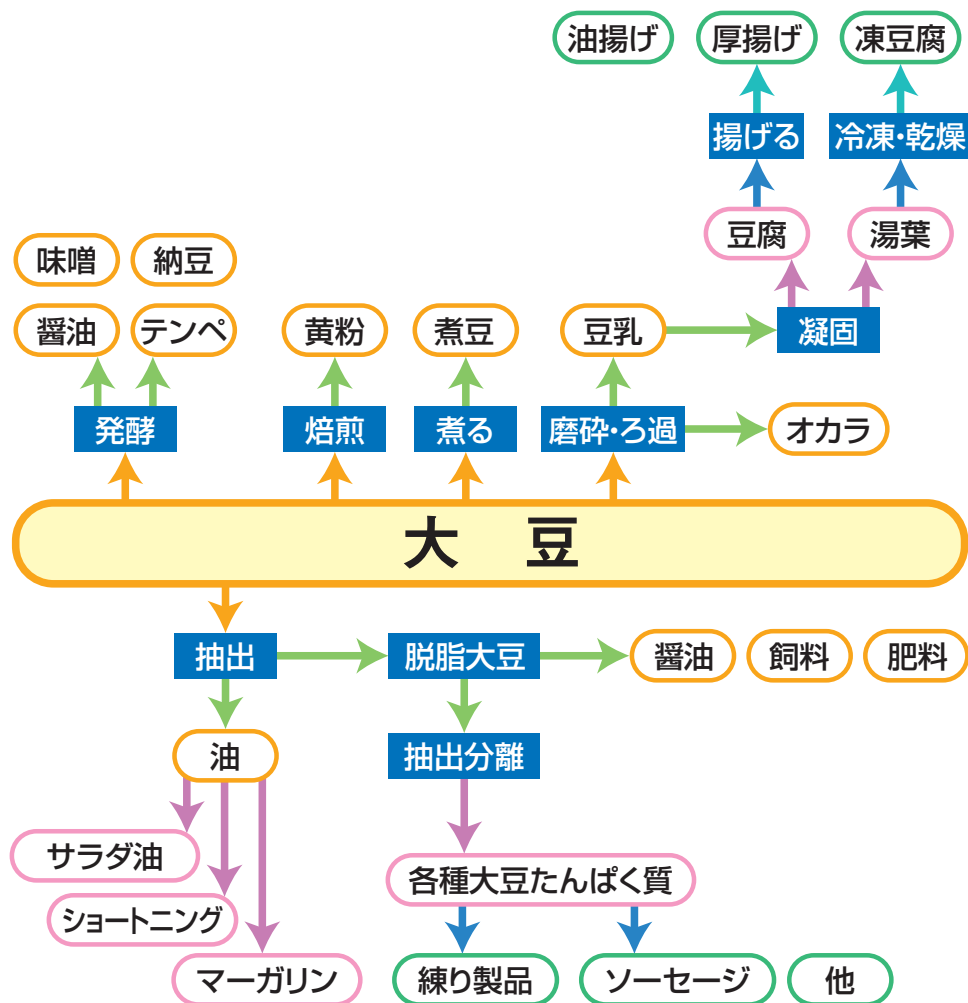 油揚げ
厚揚げ
凍豆腐
揚げる
冷凍・乾燥
豆腐
湯葉
味噌
納豆
醤油
テンペ
黄粉
煮豆
豆乳
凝固
発酵
焙煎
煮る
磨砕・ろ過
オカラ
大 豆
抽出
脱脂大豆
醤油
飼料
肥料
油
抽出分離
サラダ油
各種大豆たんぱく質
ショートニング
マーガリン
練り製品
ソーセージ
他